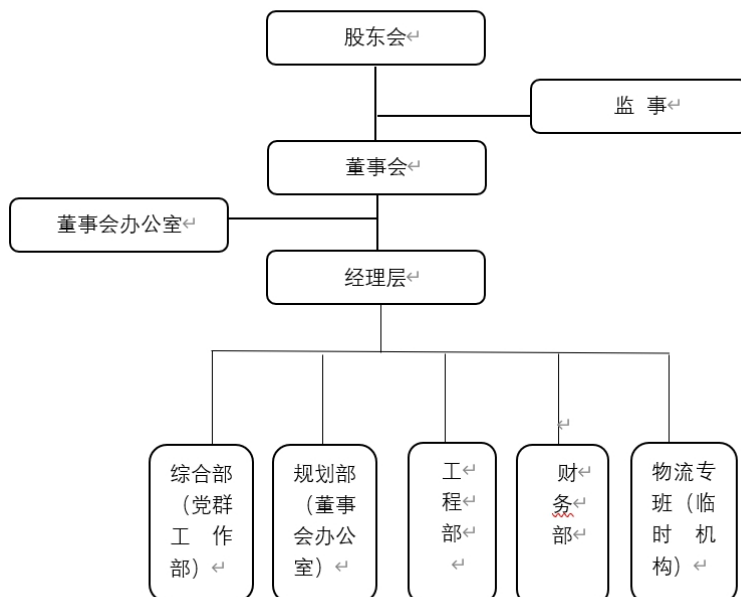 股东会
监 事
董事会
董事会办公室
经理层
综合部
（党群
工 作
部）
规划部
（董事
会办公
室）
工
程
部
财
务
部
物流专
班（临
时 机
构）